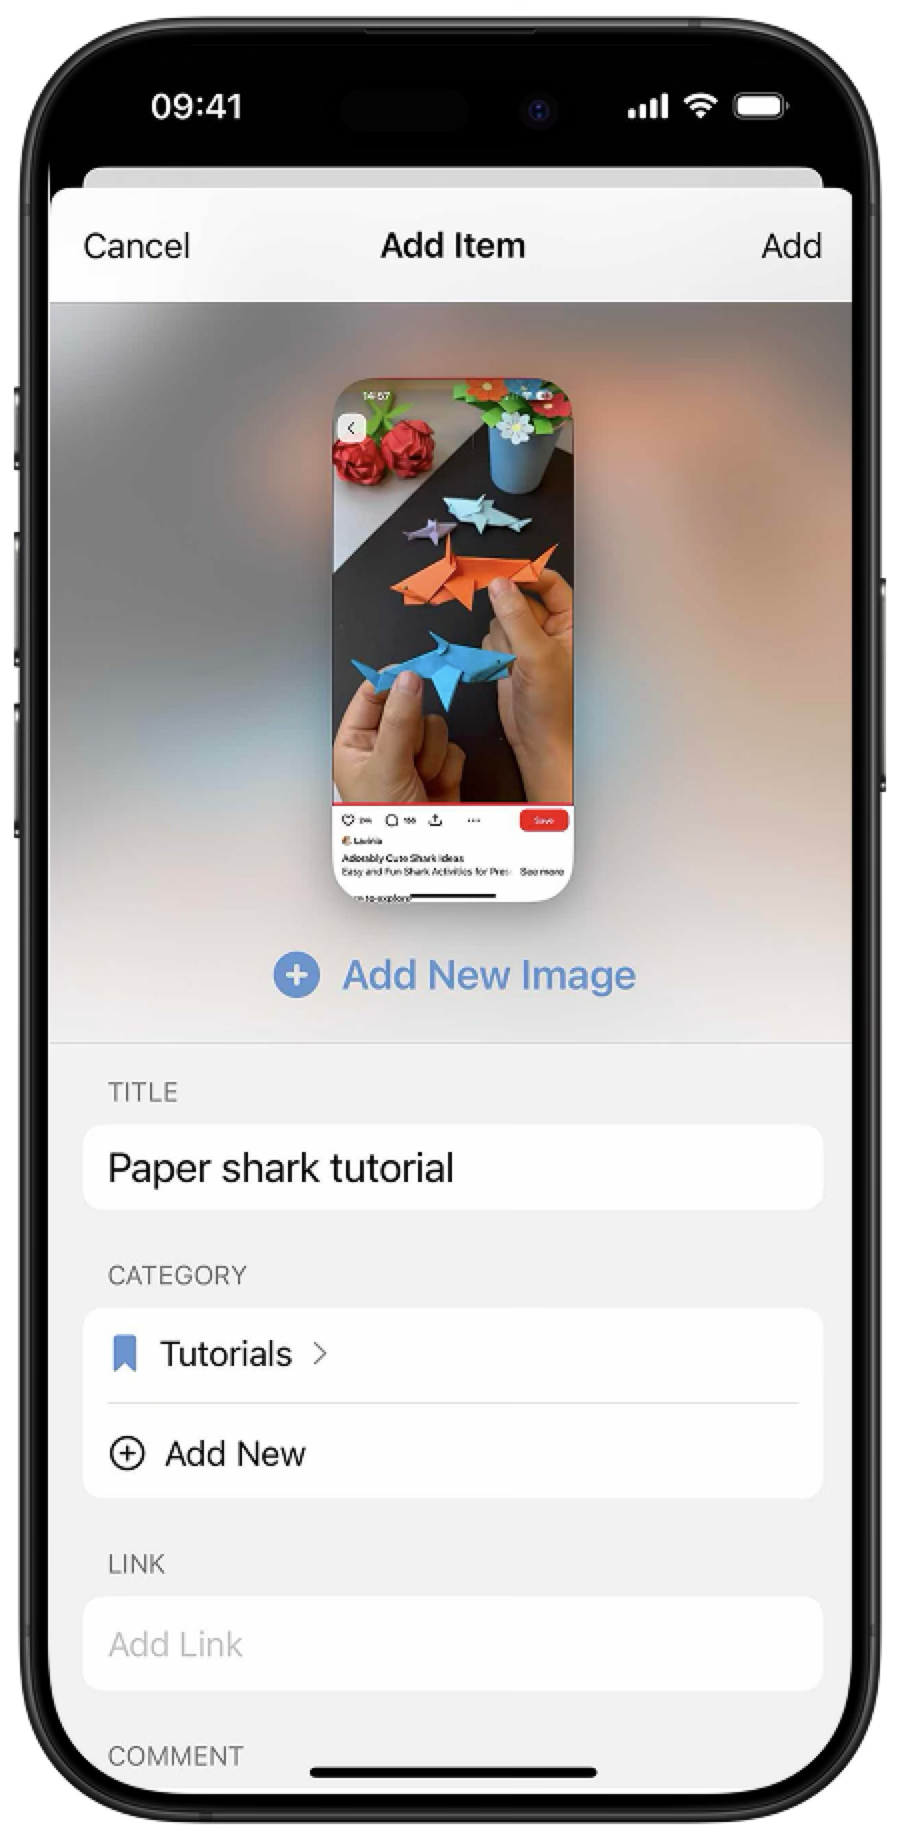 09:41
Cancel Add Item Add
14:57
Save
Lavinia
Adorably Cute Shark Ideas
Easy and Fun Shark Activities for Pres See more
to explore
Add New Image
TITLE
Paper shark tutorial
CATEGORY
Tutorials
Add New
LINK
Add Link
COMMENT